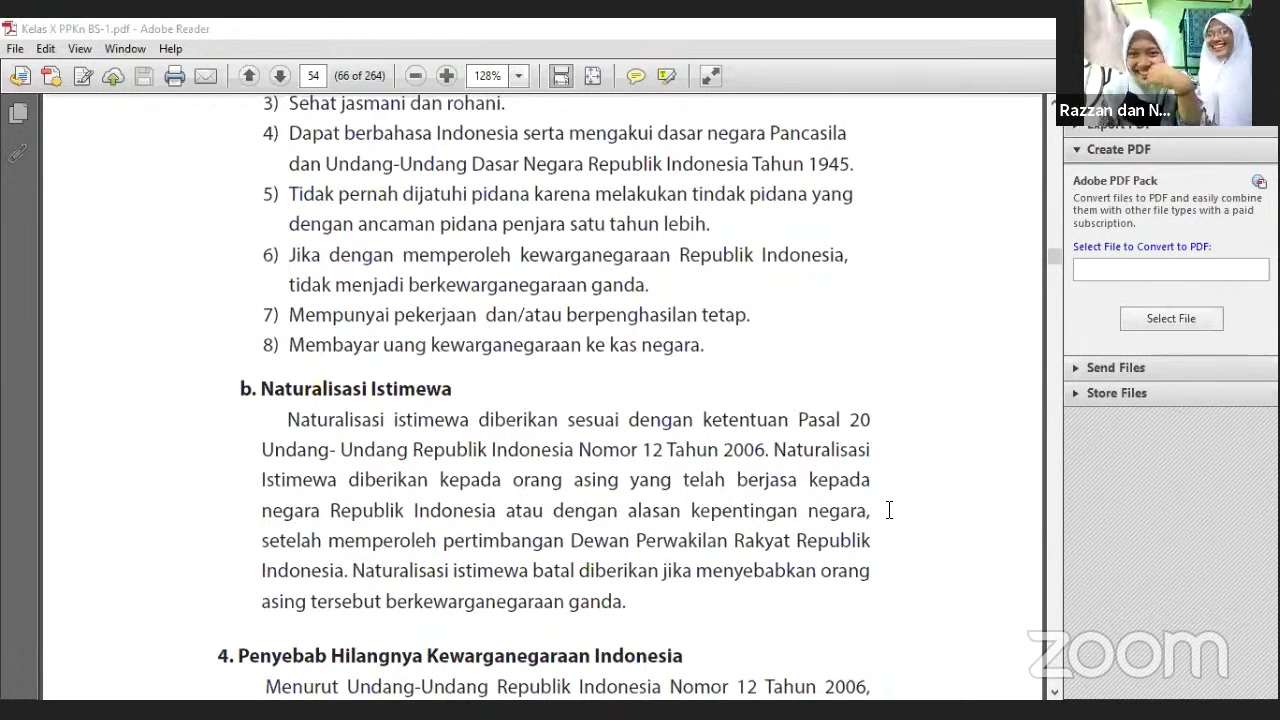 Kelas X PPKn BS-1.pdf - Adobe Reader
File Edit View Window Help
54 (66 of 264) 128%
3) Sehat jasmani dan rohani.
4) Dapat berbahasa Indonesia serta mengakui dasar negara Pancasila
dan Undang-Undang Dasar Negara Republik Indonesia Tahun 1945.
5) Tidak pernah dijatuhi pidana karena melakukan tindak pidana yang
dengan ancaman pidana penjara satu tahun lebih.
6) Jika dengan memperoleh kewarganegaraan Republik Indonesia,
tidak menjadi berkewarganegaraan ganda.
7) Mempunyai pekerjaan dan/atau berpenghasilan tetap.
8) Membayar uang kewarganegaraan ke kas negara.
b. Naturalisasi Istimewa
Naturalisasi istimewa diberikan sesuai dengan ketentuan Pasal 20
Undang- Undang Republik Indonesia Nomor 12 Tahun 2006. Naturalisasi
Istimewa diberikan kepada orang asing yang telah berjasa kepada
negara Republik Indonesia atau dengan alasan kepentingan negara,
setelah memperoleh pertimbangan Dewan Perwakilan Rakyat Republik
Indonesia. Naturalisasi istimewa batal diberikan jika menyebabkan orang
asing tersebut berkewarganegaraan ganda.
4. Penyebab Hilangnya Kewarganegaraan Indonesia
Menurut Undang-Undang Republik Indonesia Nomor 12 Tahun 2006,
Razzan dan N...
Export PDF
Create PDF
Adobe PDF Pack
Convert files to PDF and easily combine
them with other file types with a paid
subscription.
Select File to Convert to PDF:
Select File
Send Files
Store Files
zoom